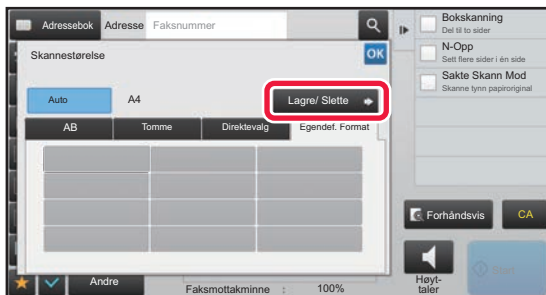 Adressebok Adresse Faksnummer
Skannestørelse
OK
Auto A4 Lagre/ Slette
AB Tomme Direktevalg Egendef. Format
Andre
Faksmottakminne : 100%
Bokskanning
Del til to sider
N-Opp
Sett flere sider i én side
Sakte Skann Mod
Skanne tynn papiroriginal
Forhåndsvis CA
Høyt-
taler
Start